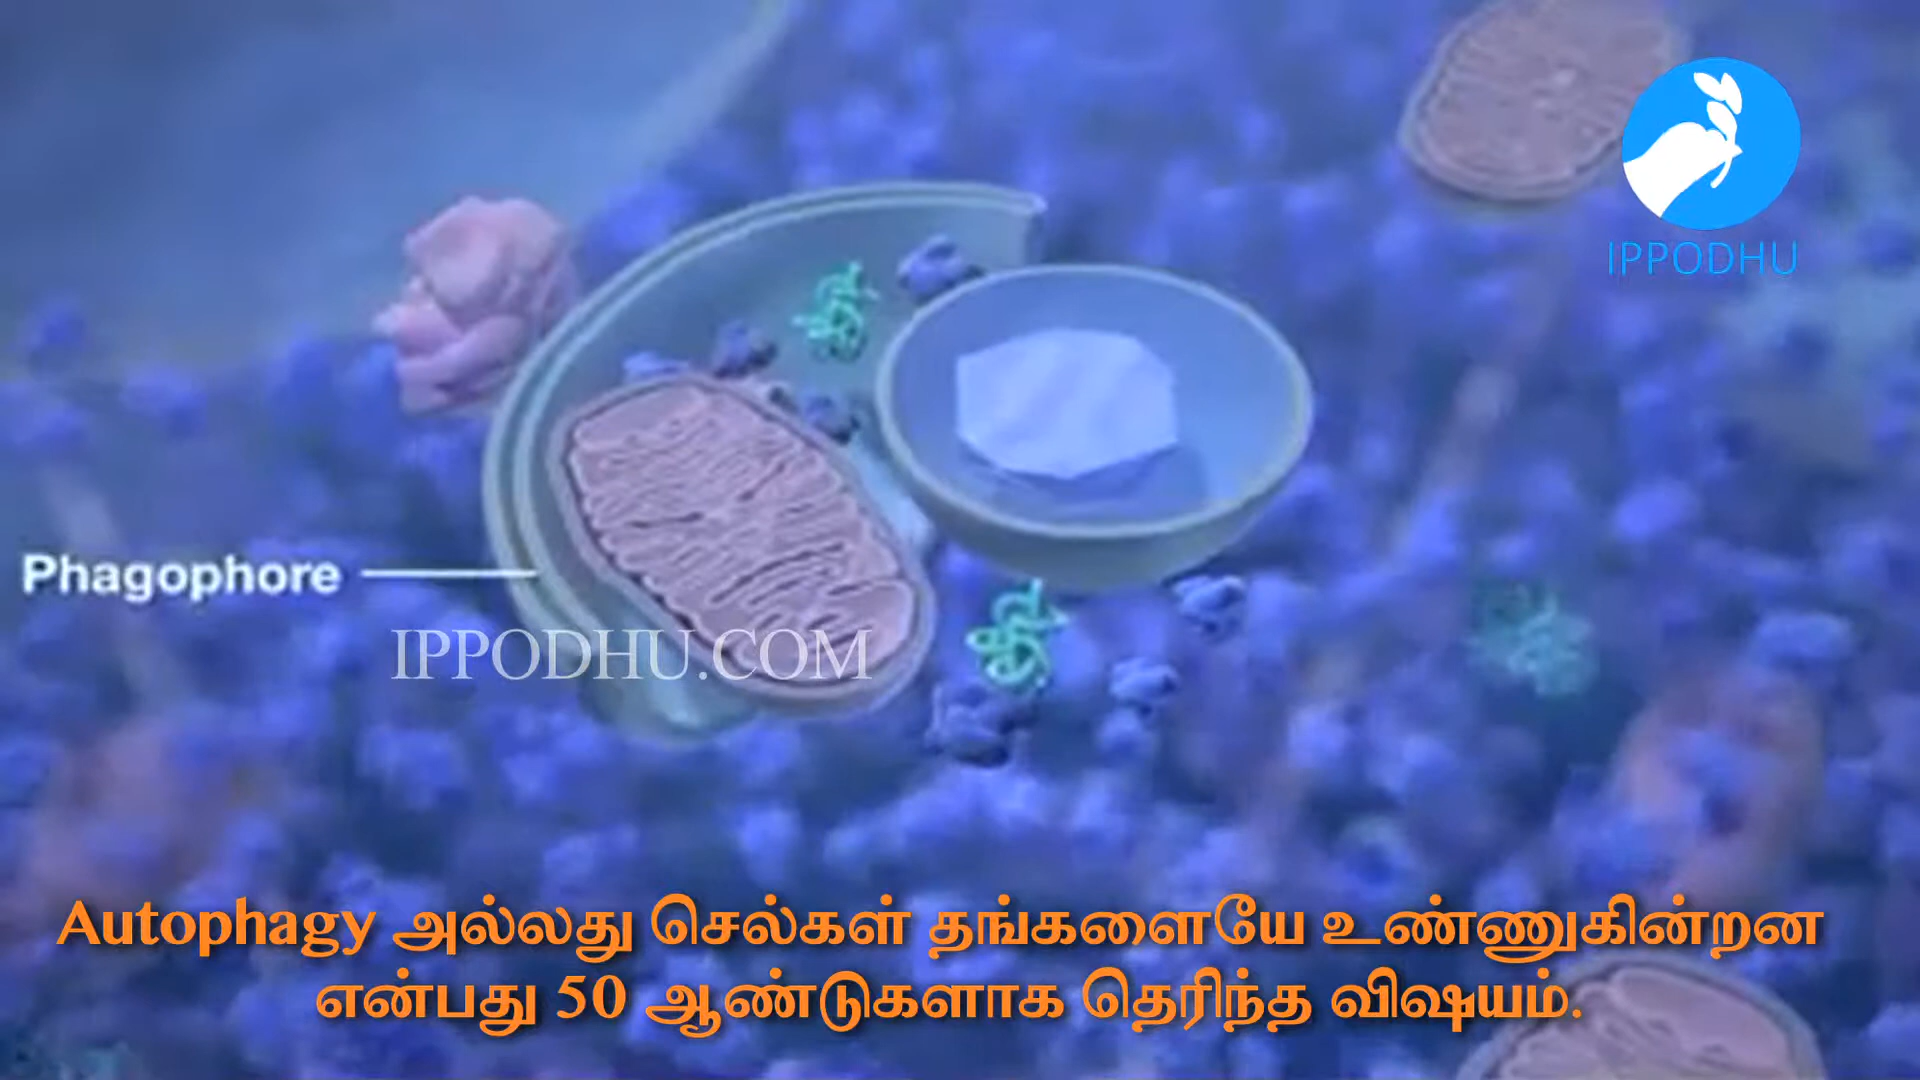 IPPODHU
Phagophore
IPPODHU.COM
Autophagy அல்லது செல்கள் தங்களையே உண்ணுகின்றன
என்பது 50 ஆண்டுகளாக தெரிந்த விஷயம்.